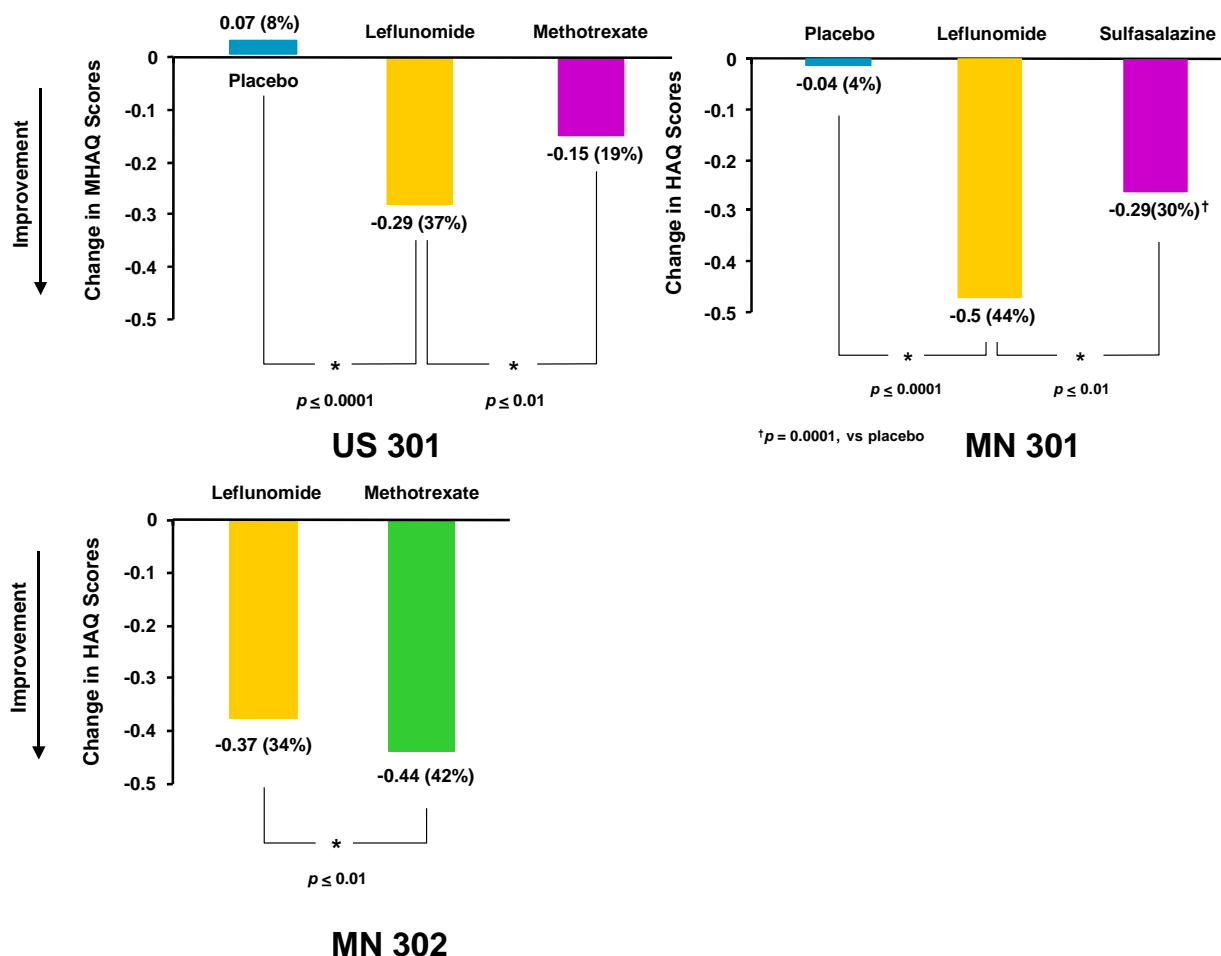 0.07 (8%)
Leflunomide
Methotrexate
0
Placebo
-0.1
-0.2
-0.3
-0.4
-0.5
-0.15 (19%)
-0.29 (37%)
Change in MHAQ Scores
Improvement
*
*
p ≤ 0.0001
p ≤ 0.01
US 301
Placebo
Leflunomide
Sulfasalazine
0
-0.1
-0.2
-0.3
-0.4
-0.5
-0.04 (4%)
-0.29(30%)†
-0.5 (44%)
Change in HAQ Scores
*
*
p ≤ 0.0001
p ≤ 0.01
†p = 0.0001, vs placebo
MN 301
Leflunomide
Methotrexate
0
-0.1
-0.2
-0.3
-0.4
-0.5
-0.37 (34%)
-0.44 (42%)
Change in HAQ Scores
Improvement
*
p ≤ 0.01
MN 302